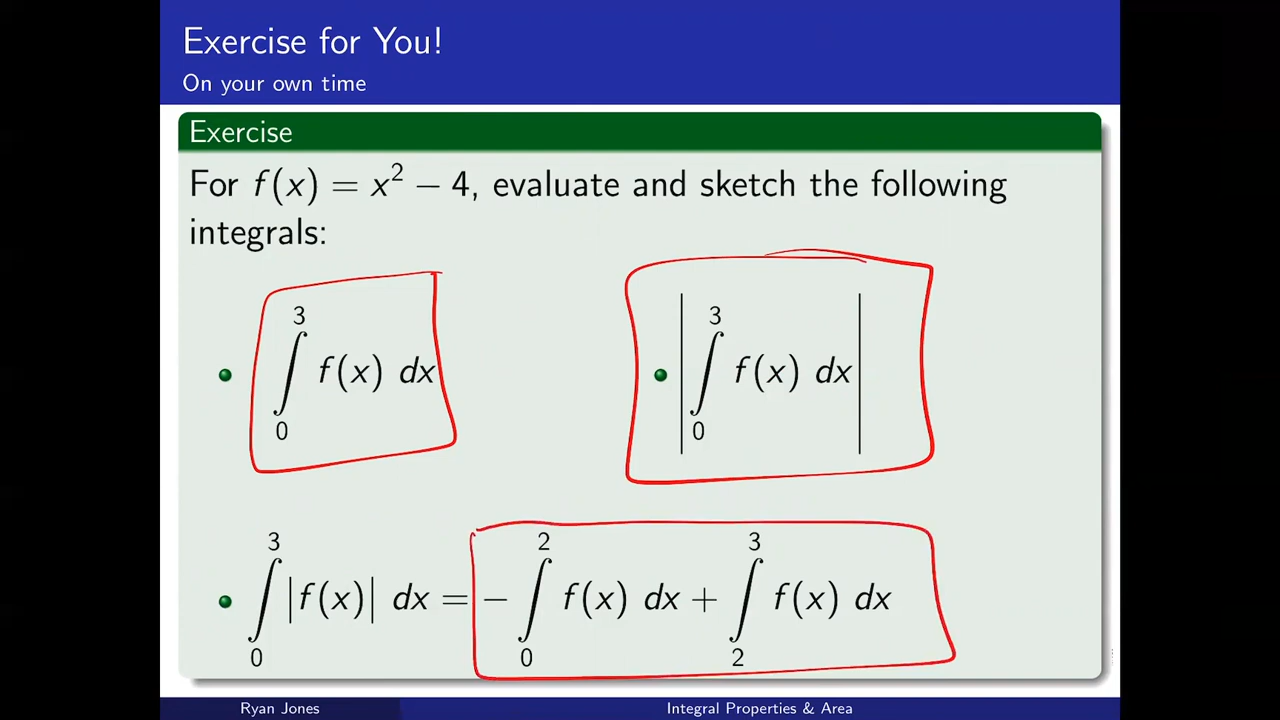 Exercise for You!
On your own time
Exercise
For f(x) = x² − 4, evaluate and sketch the following
integrals:
• ∫₀³ f(x) dx
• |∫₀³ f(x) dx|
• ∫₀³ |f(x)| dx = − ∫₀² f(x) dx + ∫₂³ f(x) dx
Ryan Jones
Integral Properties & Area